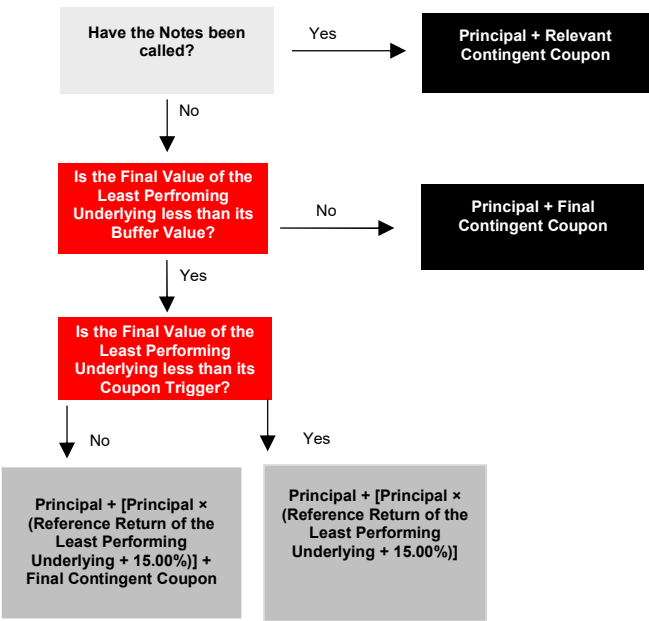 Have the Notes been
called?
Yes
Principal + Relevant
Contingent Coupon
No
Is the Final Value of the
Least Perfroming
Underlying less than its
Buffer Value?
No
Principal + Final
Contingent Coupon
Yes
Is the Final Value of the
Least Performing
Underlying less than its
Coupon Trigger?
No
Yes
Principal + [Principal ×
(Reference Return of the
Least Performing
Underlying + 15.00%)] +
Final Contingent Coupon
Principal + [Principal ×
(Reference Return of the
Least Performing
Underlying + 15.00%)]